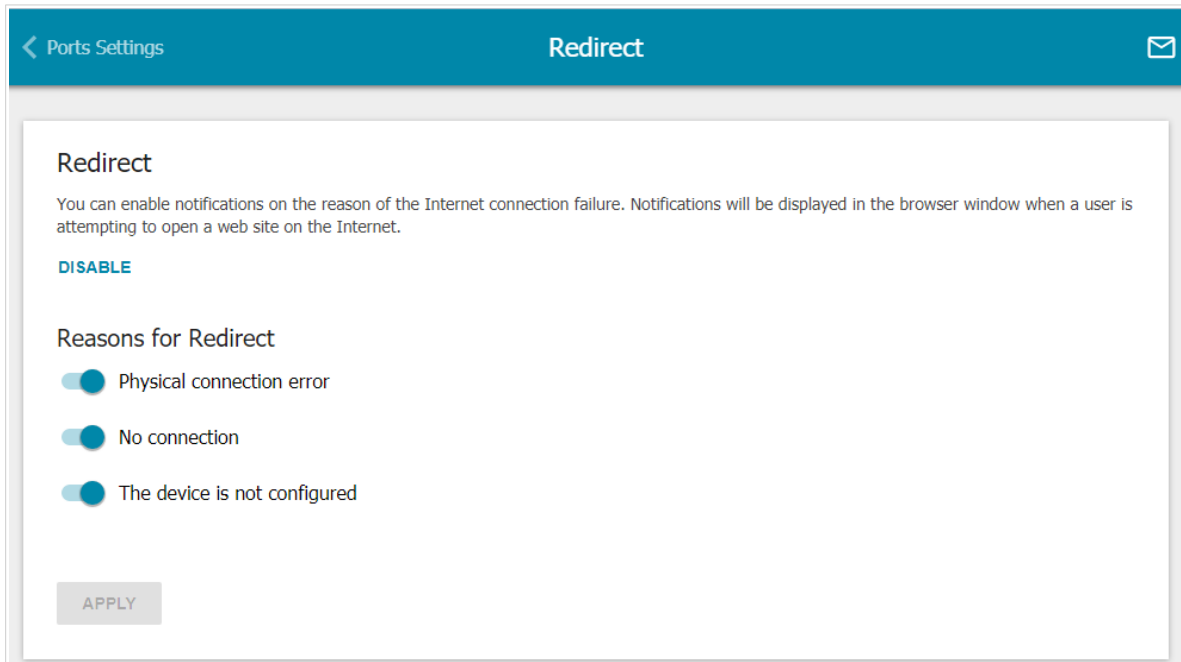 Ports Settings
Redirect
Redirect
You can enable notifications on the reason of the Internet connection failure. Notifications will be displayed in the browser window when a user is
attempting to open a web site on the Internet.
DISABLE
Reasons for Redirect
Physical connection error
No connection
The device is not configured
APPLY